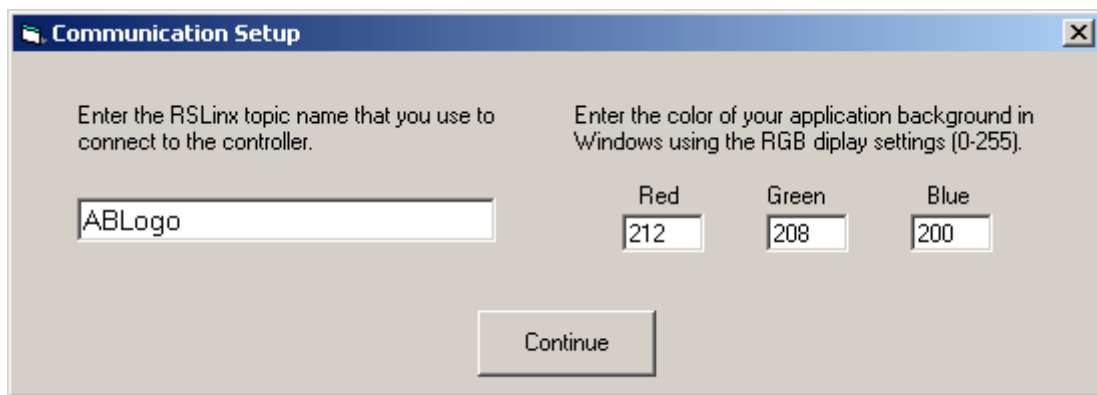 Communication Setup
Enter the RSLinx topic name that you use to
connect to the controller.
ABLogo
Enter the color of your application background in
Windows using the RGB diplay settings (0-255).
Red Green Blue
212 208 200
Continue